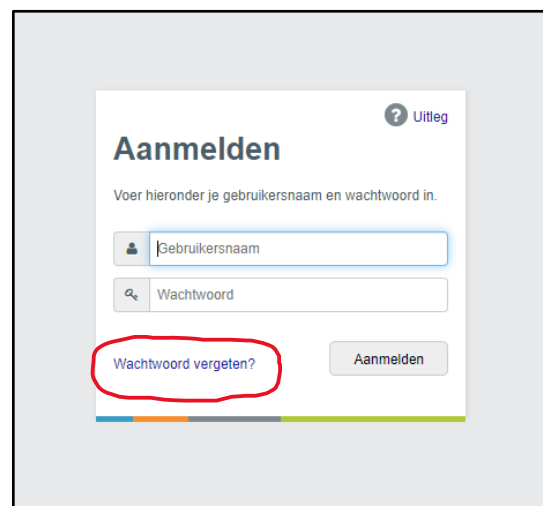 Uitleg
Aanmelden
Voer hieronder je gebruikersnaam en wachtwoord in.
Gebruikersnaam
Wachtwoord
Wachtwoord vergeten?
Aanmelden